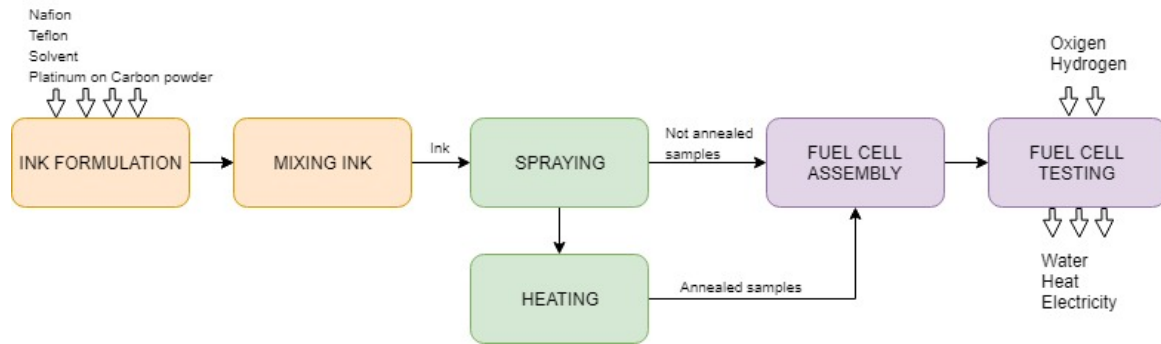 Nafion
Teflon
Solvent
Platinum on Carbon powder
INK FORMULATION
MIXING INK
Ink
SPRAYING
Not annealed
samples
HEATING
Annealed samples
FUEL CELL
ASSEMBLY
Oxigen
Hydrogen
FUEL CELL
TESTING
Water
Heat
Electricity